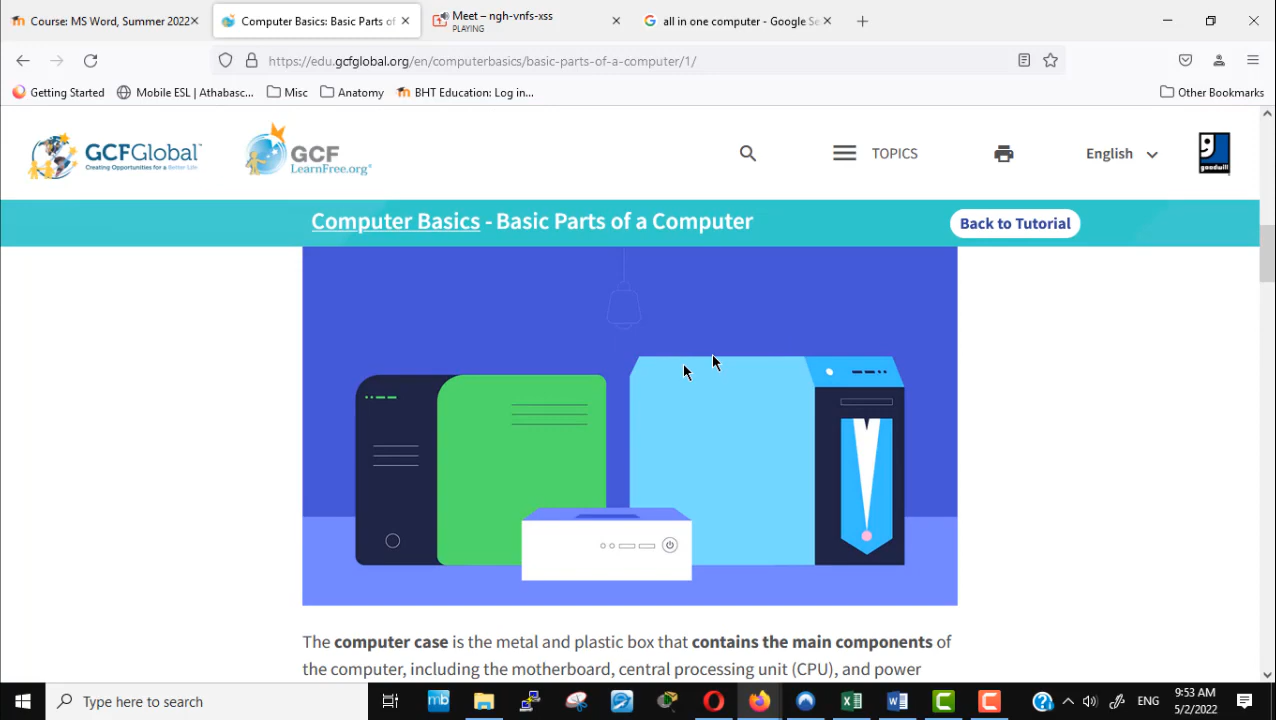 Course: MS Word, Summer 2022
Computer Basics: Basic Parts of
Meet – ngh-vnfs-xss
PLAYING
all in one computer - Google Se
https://edu.gcfglobal.org/en/computerbasics/basic-parts-of-a-computer/1/
Getting Started
Mobile ESL | Athabasc...
Misc
Anatomy
BHT Education: Log in...
Other Bookmarks
GCFGlobal™
Creating Opportunities for a Better Life
GCF
LearnFree.org®
TOPICS
English
goodwill
Computer Basics - Basic Parts of a Computer
Back to Tutorial
The computer case is the metal and plastic box that contains the main components of
the computer, including the motherboard, central processing unit (CPU), and power
Type here to search
mb
ENG
9:53 AM
5/2/2022